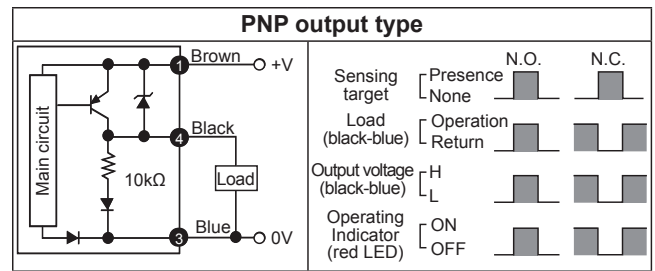 PNP output type
Main circuit
1
Brown
+V
4
Black
10kΩ
Load
3
Blue
0V
N.O.
N.C.
Sensing
target
Presence
None
Load
(black-blue)
Operation
Return
Output voltage
(black-blue)
H
L
Operating
Indicator
(red LED)
ON
OFF